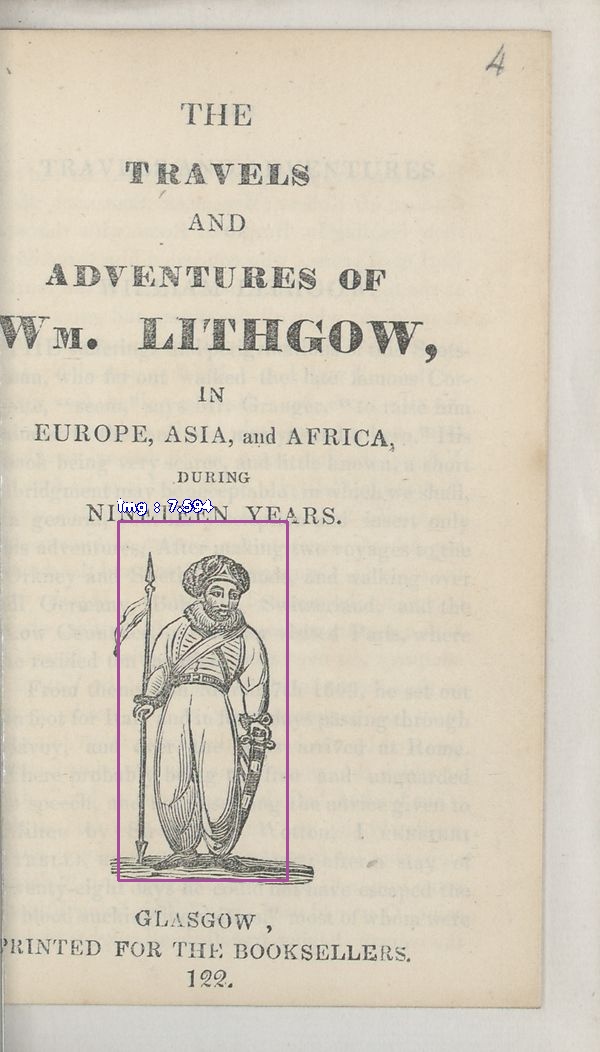 4
THE
TRAVELS
AND
ADVENTURES OF
WM. LITHGOW,
IN
EUROPE, ASIA, and AFRICA,
DURING
NINETEEN YEARS.
img : 7.594
GLASGOW,
PRINTED FOR THE BOOKSELLERS.
122.